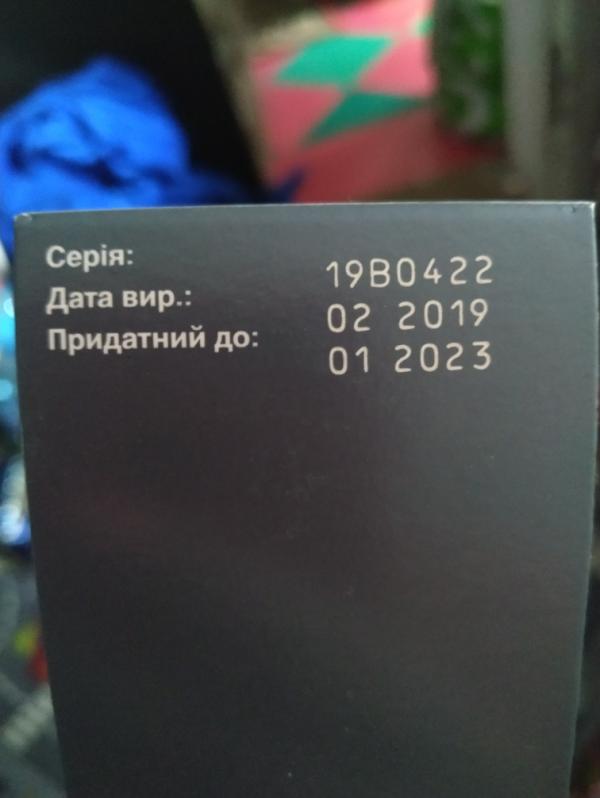 Серія: 19B0422
Дата вир.: 02 2019
Придатний до: 01 2023